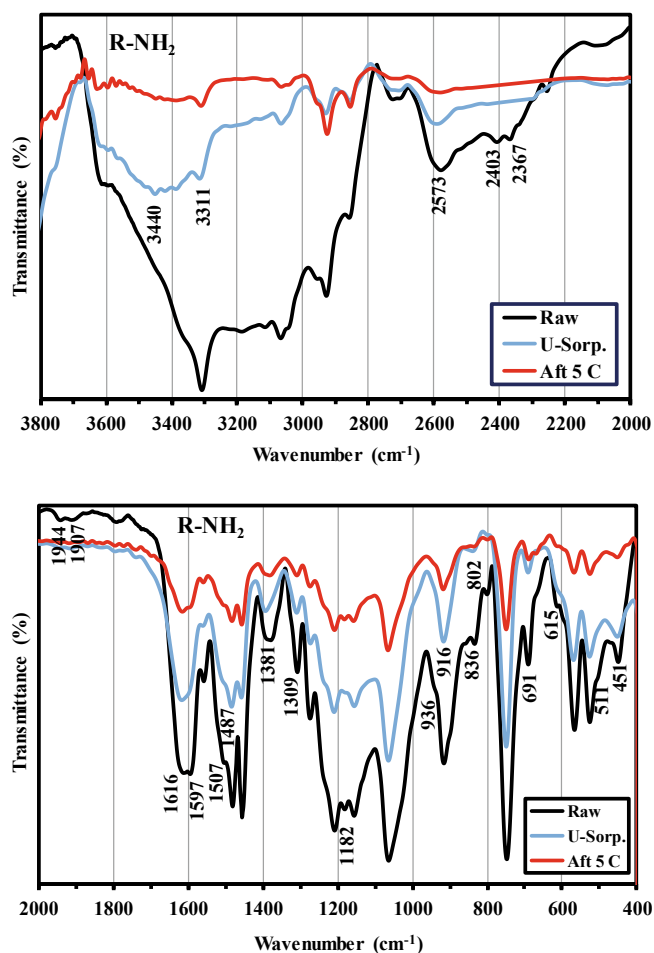 R-NH₂
Transmittance (%)
3440
3311
2573
2403
2367
Raw
U-Sorp.
Aft 5 C
3800 3600 3400 3200 3000 2800 2600 2400 2200 2000
Wavenumber (cm⁻¹)
R-NH₂
Transmittance (%)
1944
1907
1616
1597
1507
1487
1381
1309
1182
936
916
836
802
691
615
511
451
Raw
U-Sorp.
Aft 5 C
2000 1800 1600 1400 1200 1000 800 600 400
Wavenumber (cm⁻¹)